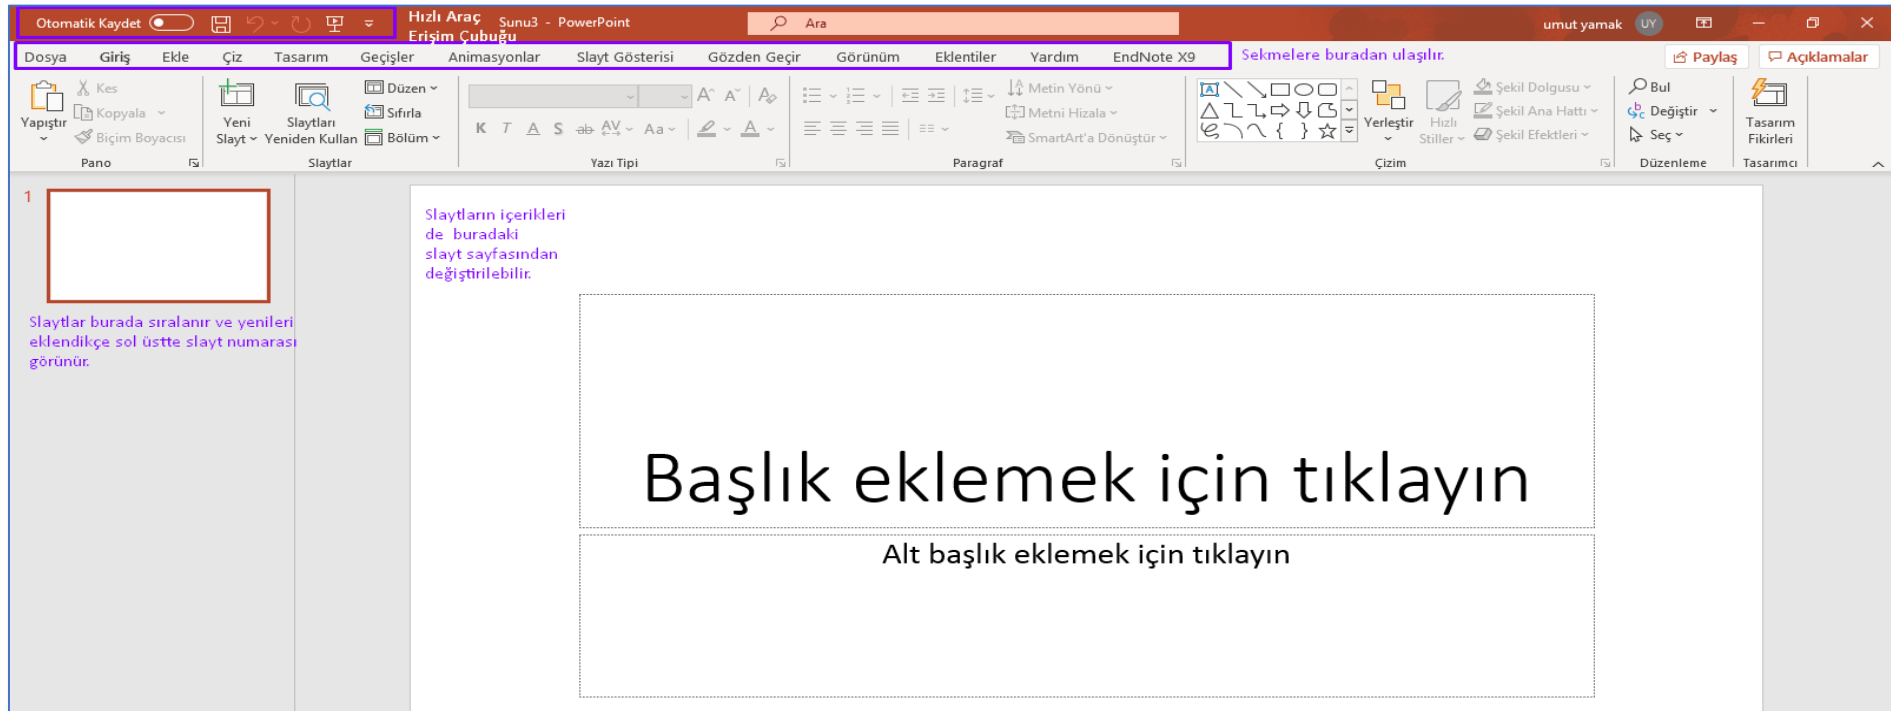 Otomatik Kaydet
Hızlı Araç
Erişim Çubuğu
Sunu3 - PowerPoint
Ara
umut yamak UY
Dosya Giriş Ekle Çiz Tasarım Geçişler Animasyonlar Slayt Gösterisi Gözden Geçir Görünüm Eklentiler Yardım EndNote X9
Sekmelere buradan ulaşılır.
Paylaş Açıklamalar
Yapıştır
Kes
Kopyala
Biçim Boyacısı
Pano
Yeni
Slayt
Slaytları
Yeniden Kullan
Düzen
Sıfırla
Bölüm
Slaytlar
A A A
K T A S ab AV Aa A
Yazı Tipi
Metin Yönü
Metni Hizala
SmartArt'a Dönüştür
Paragraf
Yerleştir
Hızlı
Stiller
Şekil Dolgusu
Şekil Ana Hattı
Şekil Efektleri
Çizim
Bul
Değiştir
Seç
Düzenleme
Tasarım
Fikirleri
Tasarımcı
1
Slaytlar burada sıralanır ve yenileri
eklendikçe sol üstte slayt numarası
görünür.
Slaytların içerikleri
de buradaki
slayt sayfasından
değiştirilebilir.
Başlık eklemek için tıklayın
Alt başlık eklemek için tıklayın